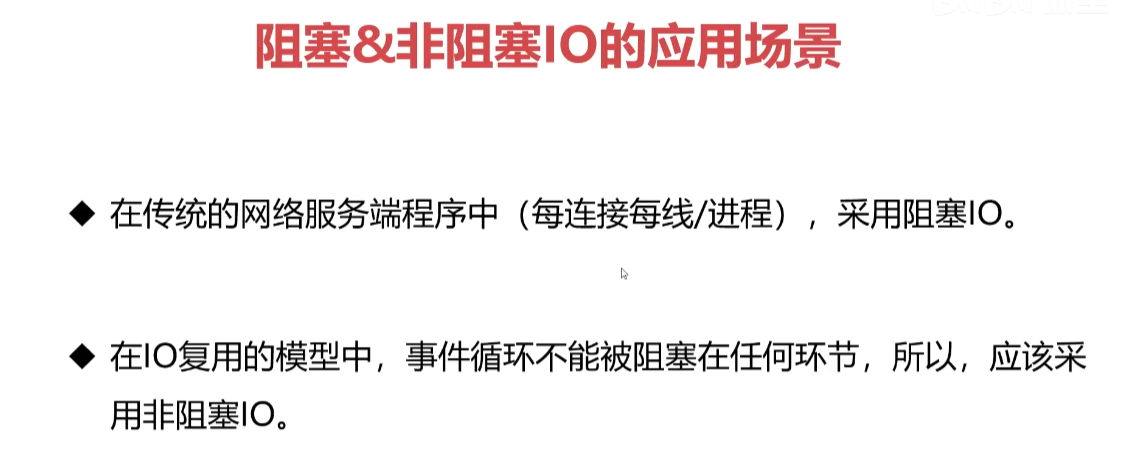 阻塞&非阻塞IO的应用场景
◆ 在传统的网络服务端程序中（每连接每线/进程），采用阻塞IO。
◆ 在IO复用的模型中，事件循环不能被阻塞在任何环节，所以，应该采
用非阻塞IO。